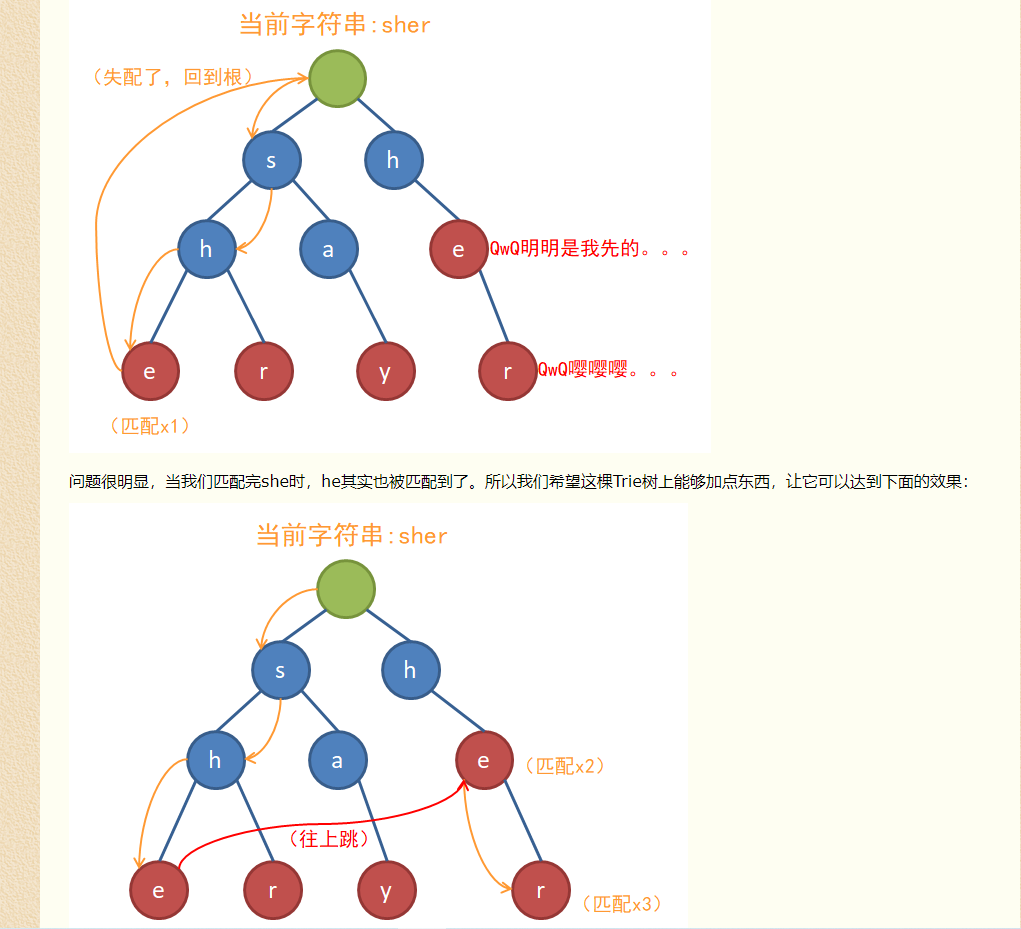 当前字符串:sher
（失配了，回到根）
s
h
h
a
e
QwQ明明是我先的。。。
e
r
y
r
QwQ嘤嘤嘤。。。
（匹配x1）
问题很明显，当我们匹配完she时，he其实也被匹配到了。所以我们希望这棵Trie树上能够加点东西，让它可以达到下面的效果：
当前字符串:sher
s
h
h
a
e
（匹配x2）
（往上跳）
e
r
y
r
（匹配x3）